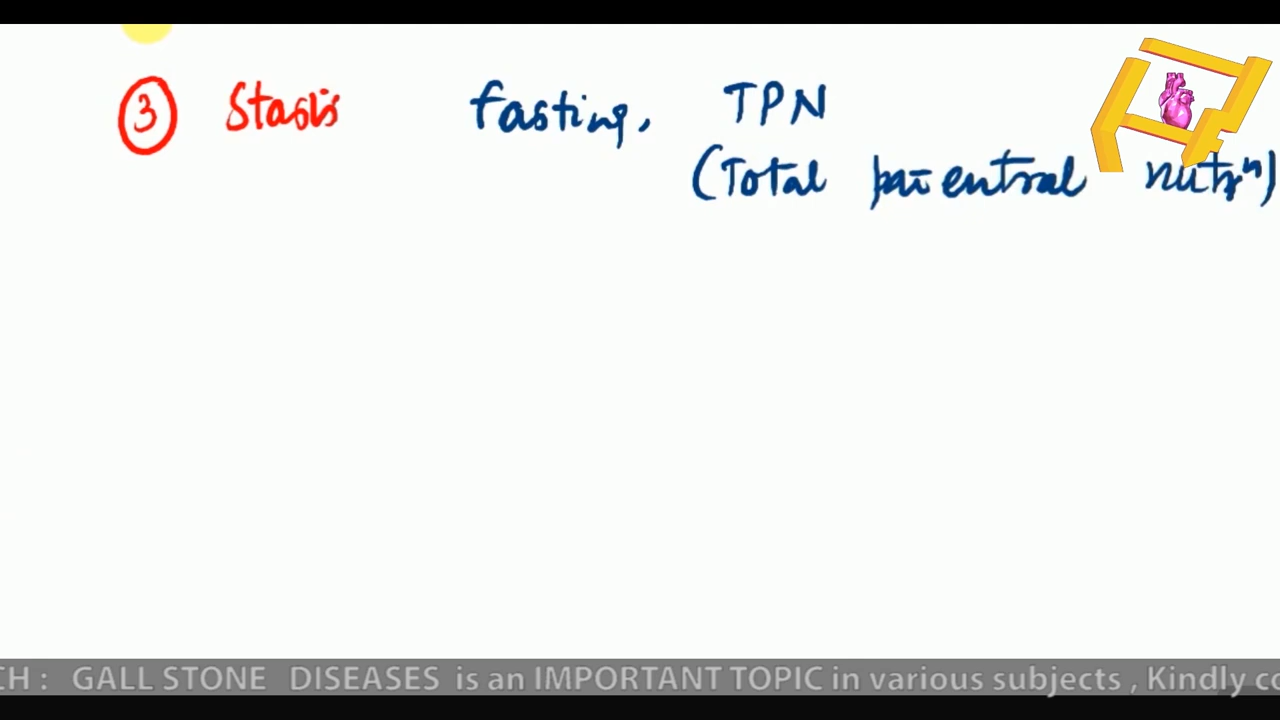 3 Stasis fasting, TPN
(Total parentral nutrⁿ)
CH : GALL STONE DISEASES is an IMPORTANT TOPIC in various subjects , Kindly co